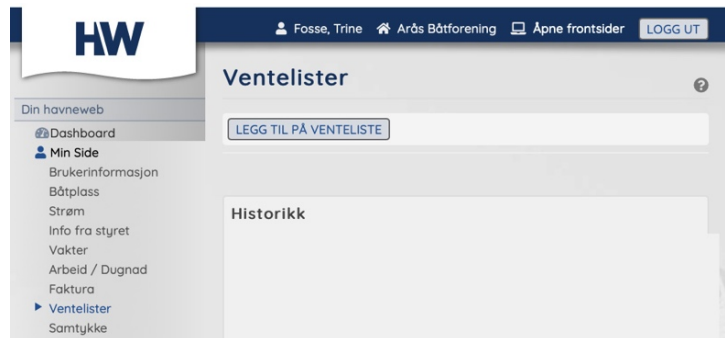 HW
Fosse, Trine Arås Båtforening Åpne frontsider LOGG UT
Ventelister
?
Din havneweb
LEGG TIL PÅ VENTELISTE
Dashboard
Min Side
Brukerinformasjon
Båtplass
Strøm
Historikk
Info fra styret
Vakter
Arbeid / Dugnad
Faktura
Ventelister
Samtykke